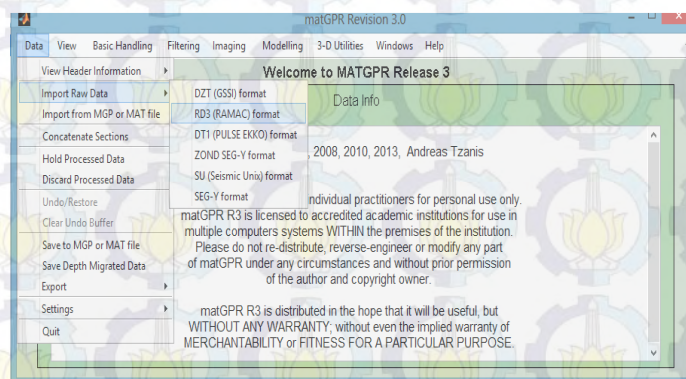 matGPR Revision 3.0
Data View Basic Handling Filtering Imaging Modelling 3-D Utilities Windows Help
Welcome to MATGPR Release 3
Data Info
View Header Information
Import Raw Data
Import from MGP or MAT file
Concatenate Sections
Hold Processed Data
Discard Processed Data
Undo/Restore
Clear Undo Buffer
Save to MGP or MAT file
Save Depth Migrated Data
Export
Settings
Quit
DZT (GSSI) format
RD3 (RAMAC) format
DT1 (PULSE EKKO) format
ZOND SEG-Y format
SU (Seismic Unix) format
SEG-Y format
, 2008, 2010, 2013, Andreas Tzanis
ndividual practitioners for personal use only.
matGPR R3 is licensed to accredited academic institutions for use in
multiple computers systems WITHIN the premises of the institution.
Please do not re-distribute, reverse-engineer or modify any part
of matGPR under any circumstances and without prior permission
of the author and copyright owner.
matGPR R3 is distributed in the hope that it will be useful, but
WITHOUT ANY WARRANTY; without even the implied warranty of
MERCHANTABILITY or FITNESS FOR A PARTICULAR PURPOSE.